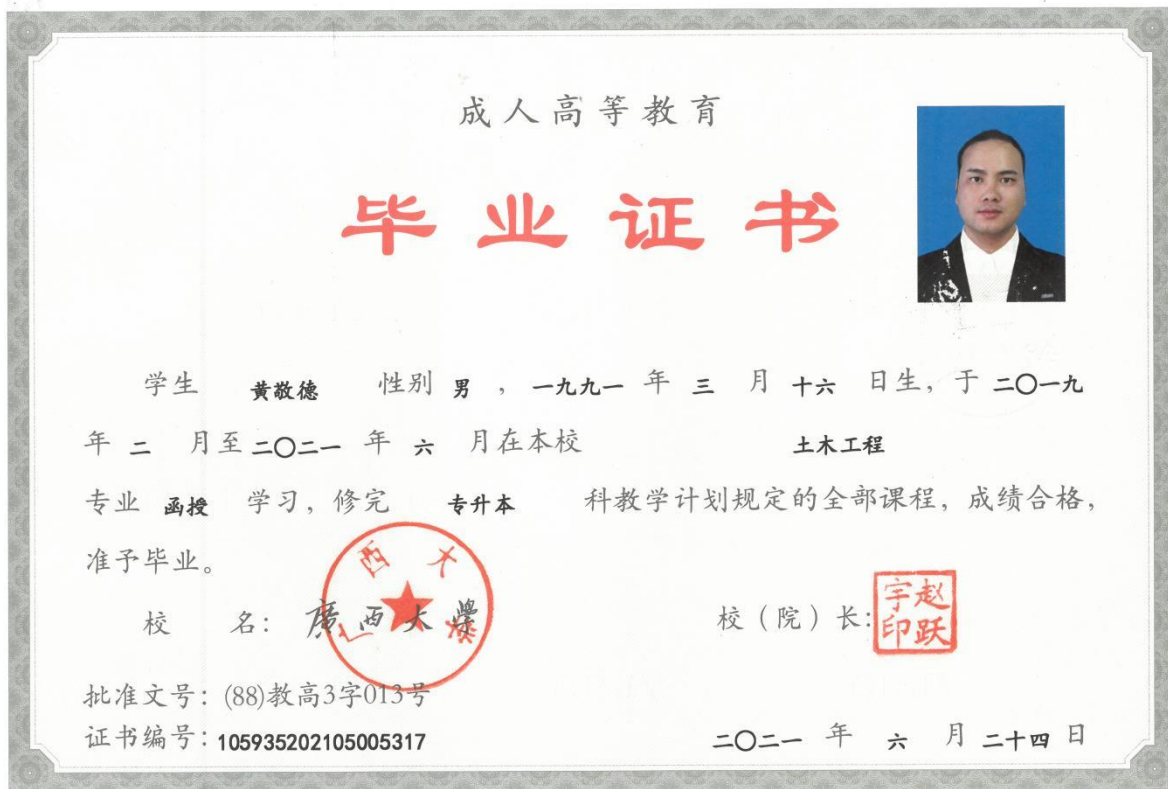 成人高等教育
毕业证书
学生 黄敬德 性别 男 , 一九九一 年 三 月 十六 日生, 于 二〇一九
年 二 月至 二〇二一 年 六 月在本校 土木工程
专业 函授 学习, 修完 专升本 科教学计划规定的全部课程, 成绩合格,
准予毕业。
广西大学
校 名: 廣西大學
校 (院) 长: 赵跃宇印
批准文号: (88)教高3字013号
证书编号: 105935202105005317
二〇二一 年 六 月 二十四 日